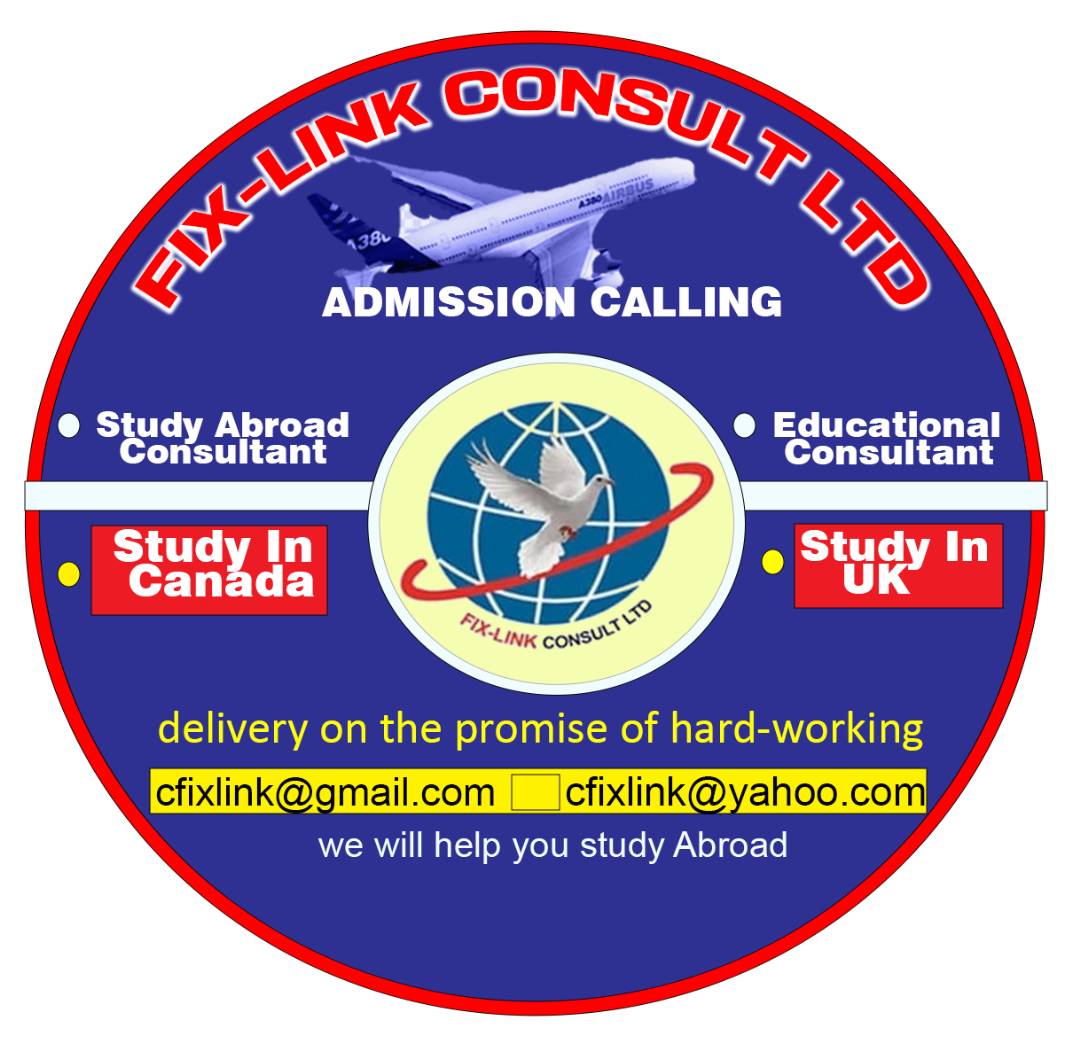 FIX-LINK CONSULT LTD
A380 AIRBUS
A380
ADMISSION CALLING
Study Abroad
Consultant
Educational
Consultant
Study In
Canada
Study In
UK
FIX-LINK CONSULT LTD
delivery on the promise of hard-working
cfixlink@gmail.com cfixlink@yahoo.com
we will help you study Abroad